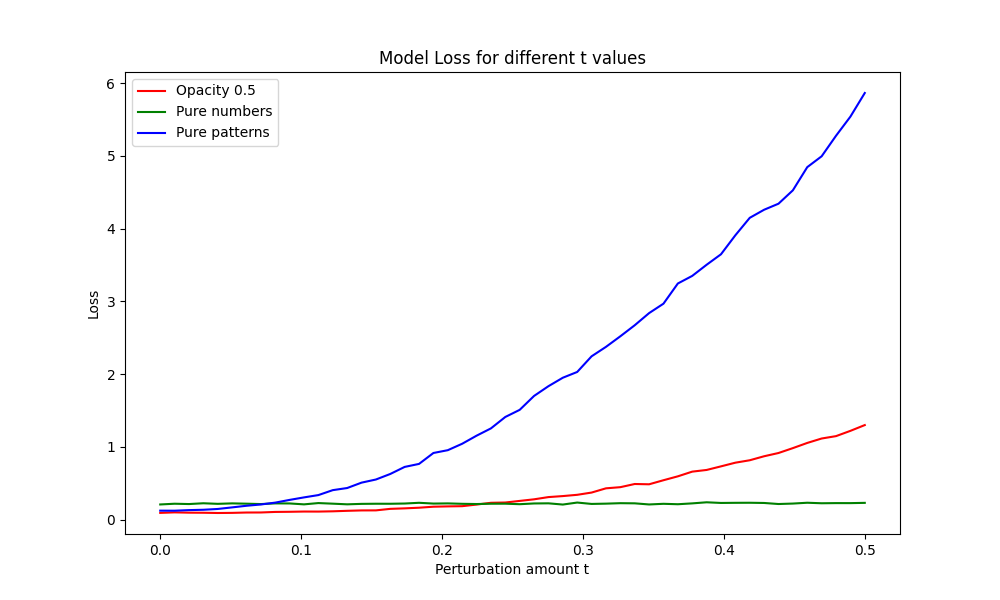 Model Loss for different t values
Opacity 0.5
Pure numbers
Pure patterns
6
5
4
3
2
1
0
Loss
0.0 0.1 0.2 0.3 0.4 0.5
Perturbation amount t